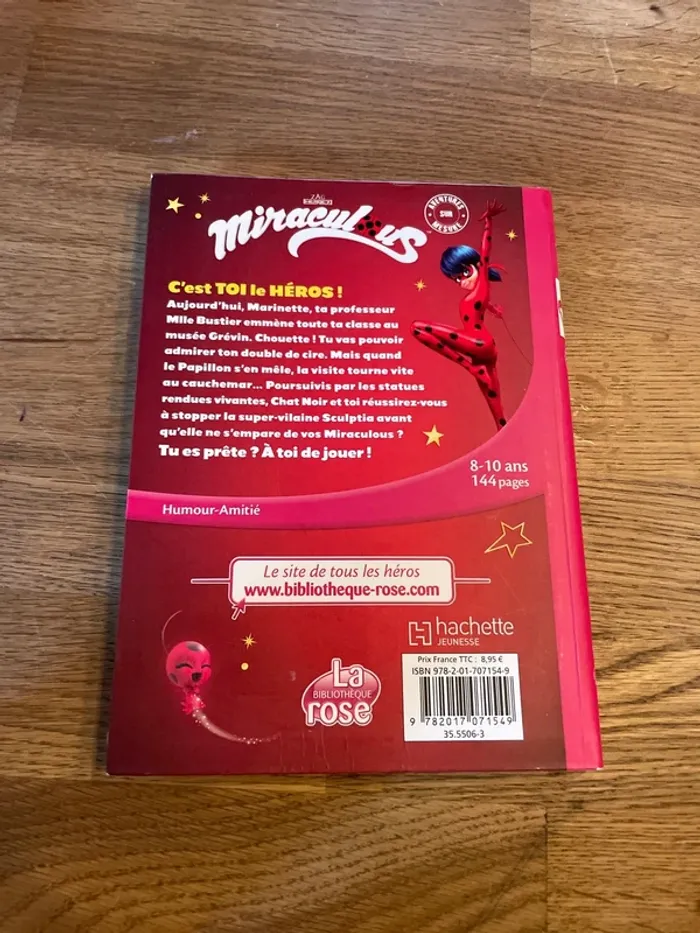 ZAG
HEROEZ
miraculous
AVENTURES
SUR
MESURE
C'est TOI le HÉROS !
Aujourd'hui, Marinette, ta professeur
Mlle Bustier emmène toute ta classe au
musée Grévin. Chouette ! Tu vas pouvoir
admirer ton double de cire. Mais quand
le Papillon s'en mêle, la visite tourne vite
au cauchemar... Poursuivis par les statues
rendues vivantes, Chat Noir et toi réussirez-vous
à stopper la super-vilaine Sculptia avant
qu'elle ne s'empare de vos Miraculous ?
Tu es prête ? À toi de jouer !
8-10 ans
144 pages
Humour-Amitié
Le site de tous les héros
www.bibliotheque-rose.com
hachette
JEUNESSE
La
BIBLIOTHÈQUE
rose
Prix France TTC : 8,95 €
ISBN 978-2-01-707154-9
9 782017 071549
35.5506-3